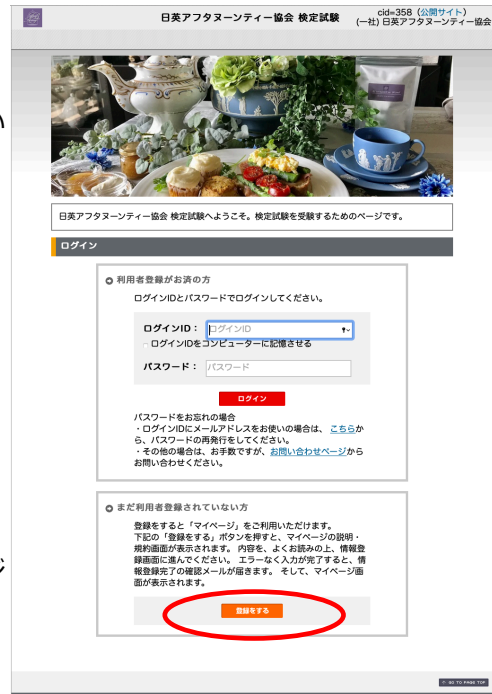 日英アフタヌーンティー協会 検定試験
cid=358（公開サイト）
(一社) 日英アフタヌーンティー協会
い
日英アフタヌーンティー協会 検定試験へようこそ。検定試験を受験するためのページです。
ログイン
利用者登録がお済の方
ログインIDとパスワードでログインしてください。
ログインID： ログインID
ログインIDをコンピューターに記憶させる
パスワード： パスワード
ログイン
パスワードをお忘れの場合
・ログインIDにメールアドレスをお使いの場合は、 こちらか
ら、パスワードの再発行をしてください。
・その他の場合は、お手数ですが、お問い合わせページから
お問い合わせください。
まだ利用者登録されていない方
登録をすると「マイページ」をご利用いただけます。
下記の「登録をする」ボタンを押すと、マイページの説明・
規約画面が表示されます。 内容を、よくお読みの上、情報登
録画面に進んでください。 エラーなく入力が完了すると、情
報登録完了の確認メールが届きます。 そして、マイページ画
面が表示されます。
登録をする
GO TO PAGE TOP